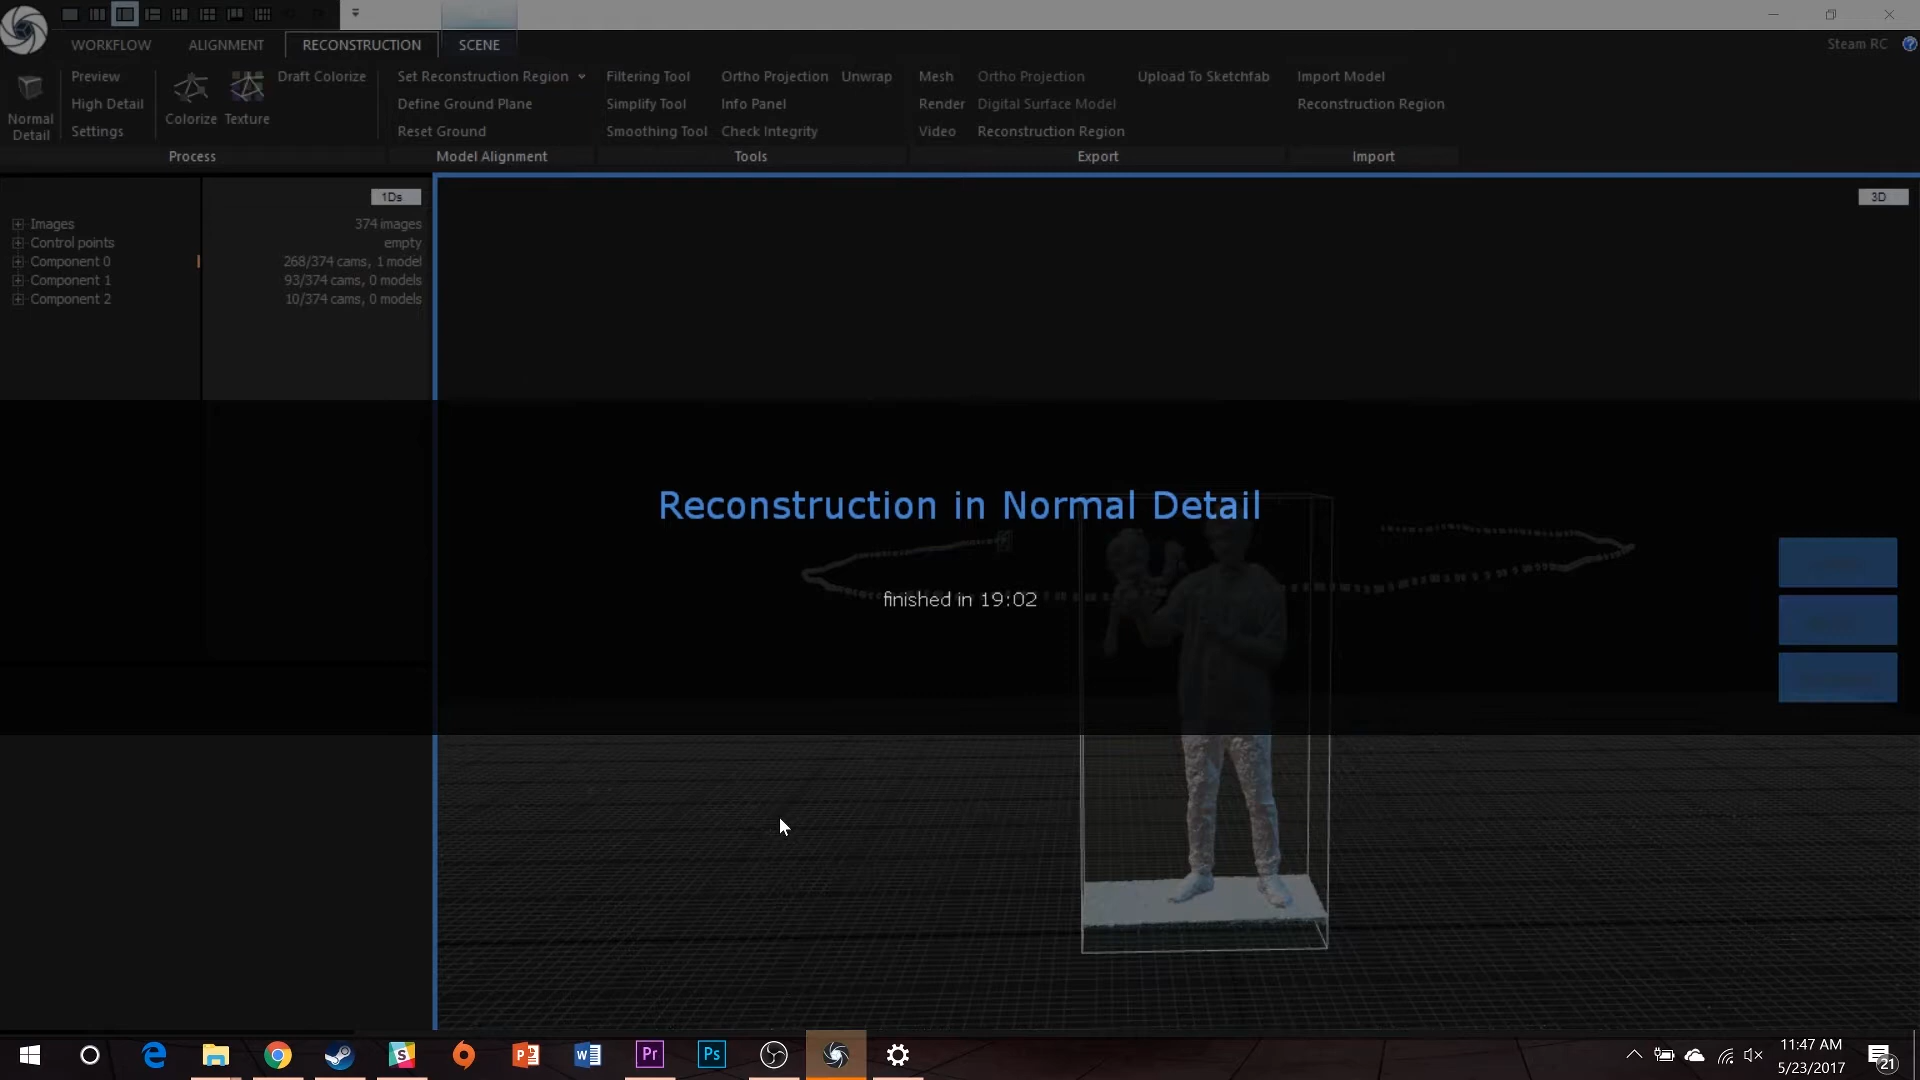 WORKFLOW ALIGNMENT RECONSTRUCTION SCENE Steam RC
Preview Draft Colorize Set Reconstruction Region Filtering Tool Ortho Projection Unwrap Mesh Ortho Projection Upload To Sketchfab Import Model
High Detail Define Ground Plane Simplify Tool Info Panel Render Digital Surface Model Reconstruction Region
Normal Detail Settings Colorize Texture Reset Ground Smoothing Tool Check Integrity Video Reconstruction Region
Process Model Alignment Tools Export Import
1Ds 3D
Images 374 images
Control points empty
Component 0 268/374 cams, 1 model
Component 1 93/374 cams, 0 models
Component 2 10/374 cams, 0 models
Reconstruction in Normal Detail
finished in 19:02
Pr Ps
11:47 AM
5/23/2017
21